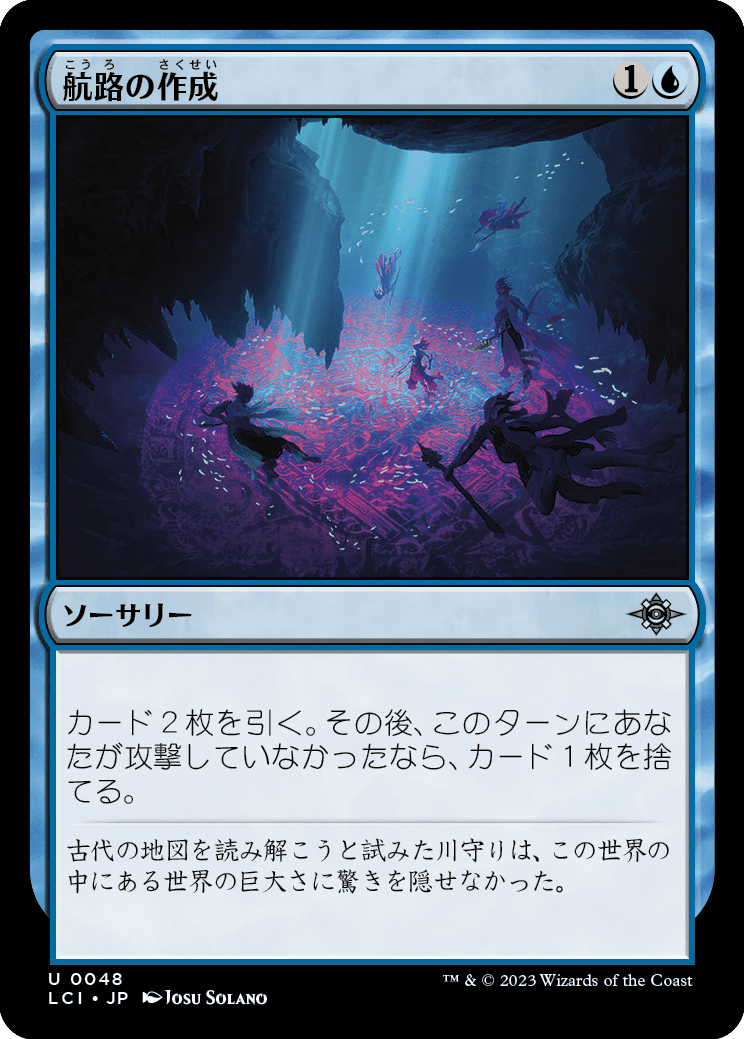 こうろ さくせい
航路の作成
1
ソーサリー
カード2枚を引く。その後、このターンにあな
たが攻撃していなかったなら、カード1枚を捨
てる。
古代の地図を読み解こうと試みた川守りは、この世界の
中にある世界の巨大さに驚きを隠せなかった。
U 0048
LCI • JP Josu Solano
™ & © 2023 Wizards of the Coast